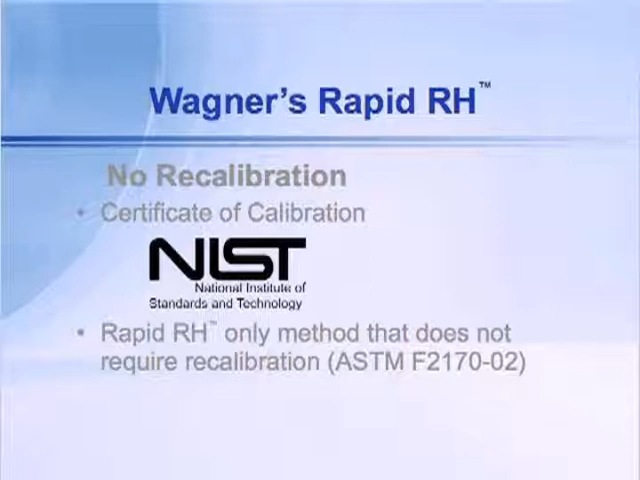 Wagner's Rapid RH™
No Recalibration
• Certificate of Calibration
NIST
National Institute of
Standards and Technology
• Rapid RH™ only method that does not
require recalibration (ASTM F2170-02)